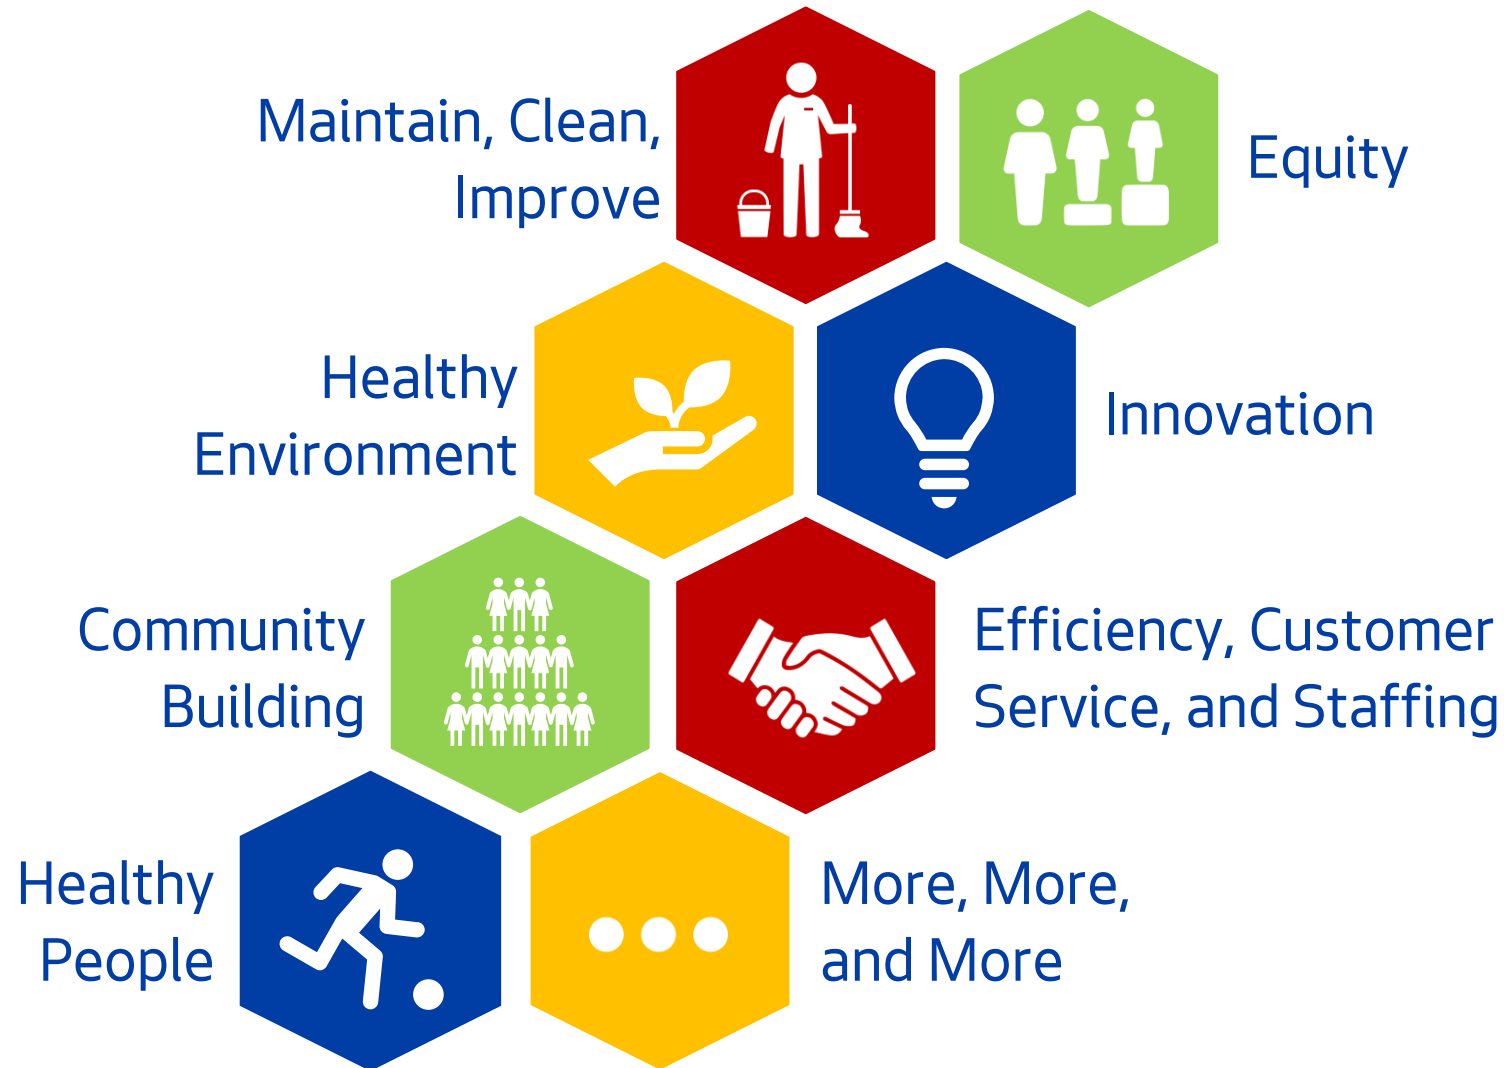 Maintain, Clean,
Improve
Equity
Healthy
Environment
Innovation
Community
Building
Efficiency, Customer
Service, and Staffing
Healthy
People
More, More,
and More